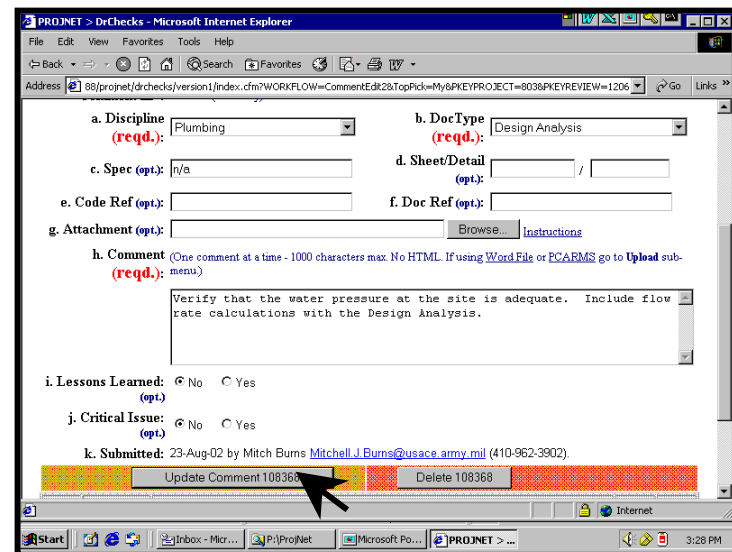 PROJNET > DrChecks - Microsoft Internet Explorer
File Edit View Favorites Tools Help
Back Search Favorites
Address 88/projnet/drchecks/version1/index.cfm?WORKFLOW=CommentEdit2&TopPick=My&PKEYPROJECT=803&PKEYREVIEW=1206 Go Links »
a. Discipline (reqd.): Plumbing b. DocType (reqd.): Design Analysis
c. Spec (opt.): n/a d. Sheet/Detail (opt.): /
e. Code Ref (opt.): f. Doc Ref (opt.):
g. Attachment (opt.): Browse... Instructions
h. Comment (One comment at a time - 1000 characters max. No HTML. If using Word File or PCARMS go to Upload sub-
(reqd.): menu.)
Verify that the water pressure at the site is adequate. Include flow
rate calculations with the Design Analysis.
i. Lessons Learned: No Yes
(opt.)
j. Critical Issue: No Yes
(opt.)
k. Submitted: 23-Aug-02 by Mitch Burns Mitchell.J.Burns@usace.army.mil (410-962-3902).
Update Comment 108368 Delete 108368
Internet
Start Inbox - Micr... P:\ProjNet Microsoft Po... PROJNET >... 3:28 PM